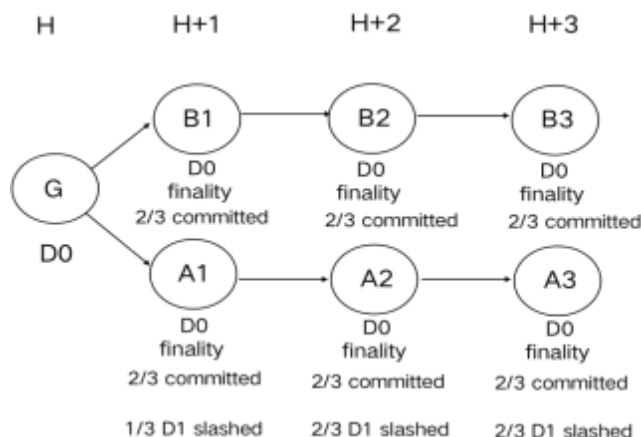 H H+1 H+2 H+3
B1 B2 B3
G
D0 D0 D0
finality finality finality
2/3 committed 2/3 committed 2/3 committed
D0
A1 A2 A3
D0 D0 D0
finality finality finality
2/3 committed 2/3 committed 2/3 committed
1/3 D1 slashed 2/3 D1 slashed 2/3 D1 slashed